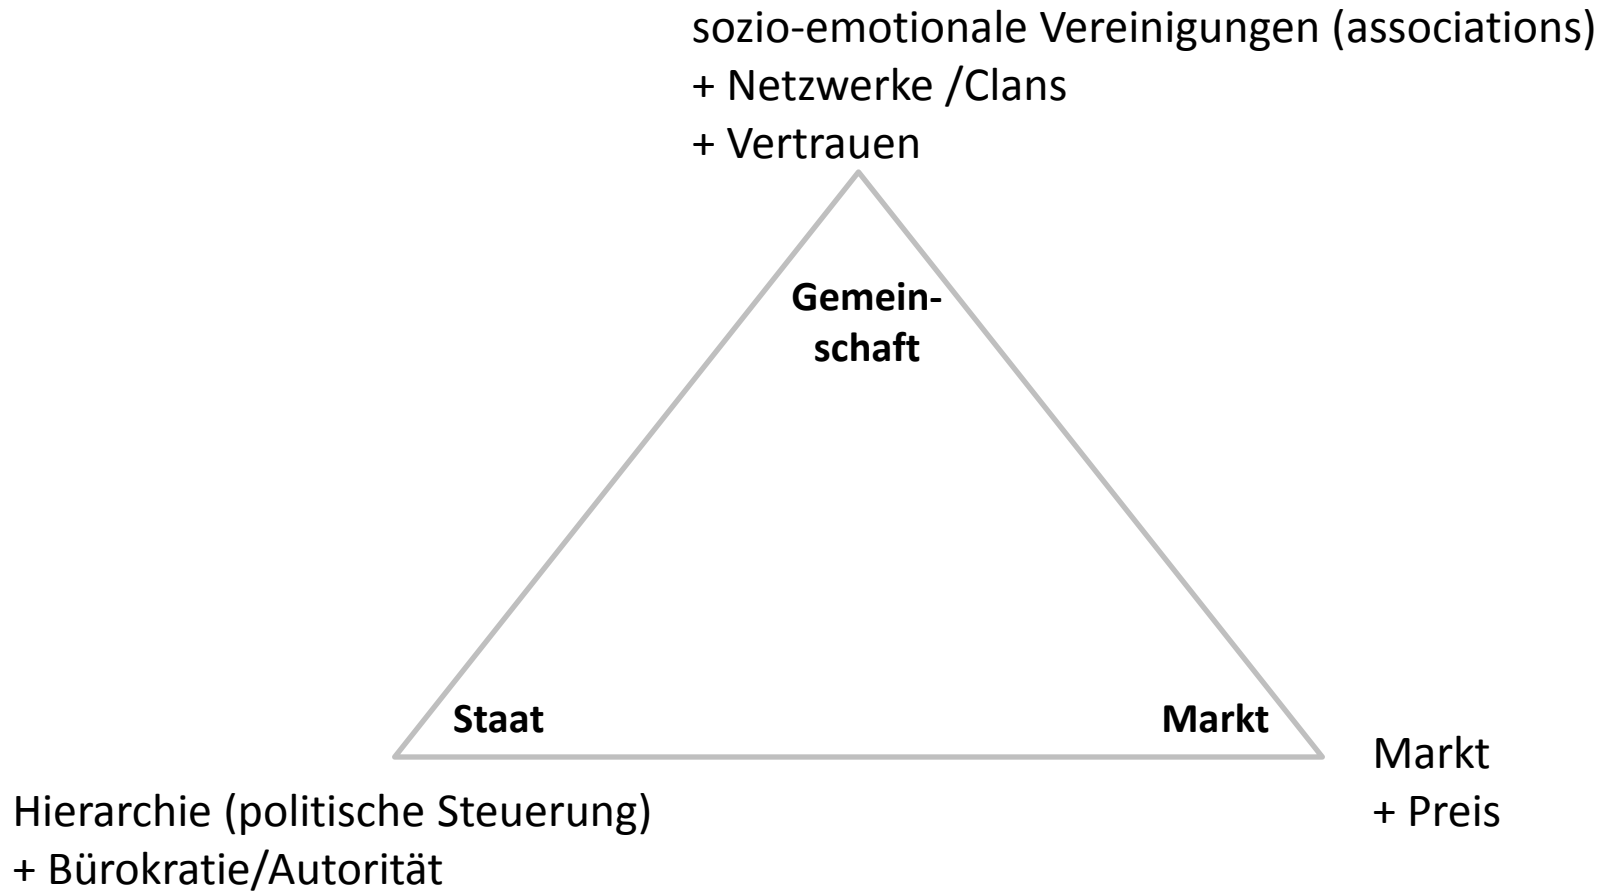 sozio-emotionale Vereinigungen (associations)
+ Netzwerke /Clans
+ Vertrauen
Gemein-
schaft
Staat
Markt
Markt
+ Preis
Hierarchie (politische Steuerung)
+ Bürokratie/Autorität